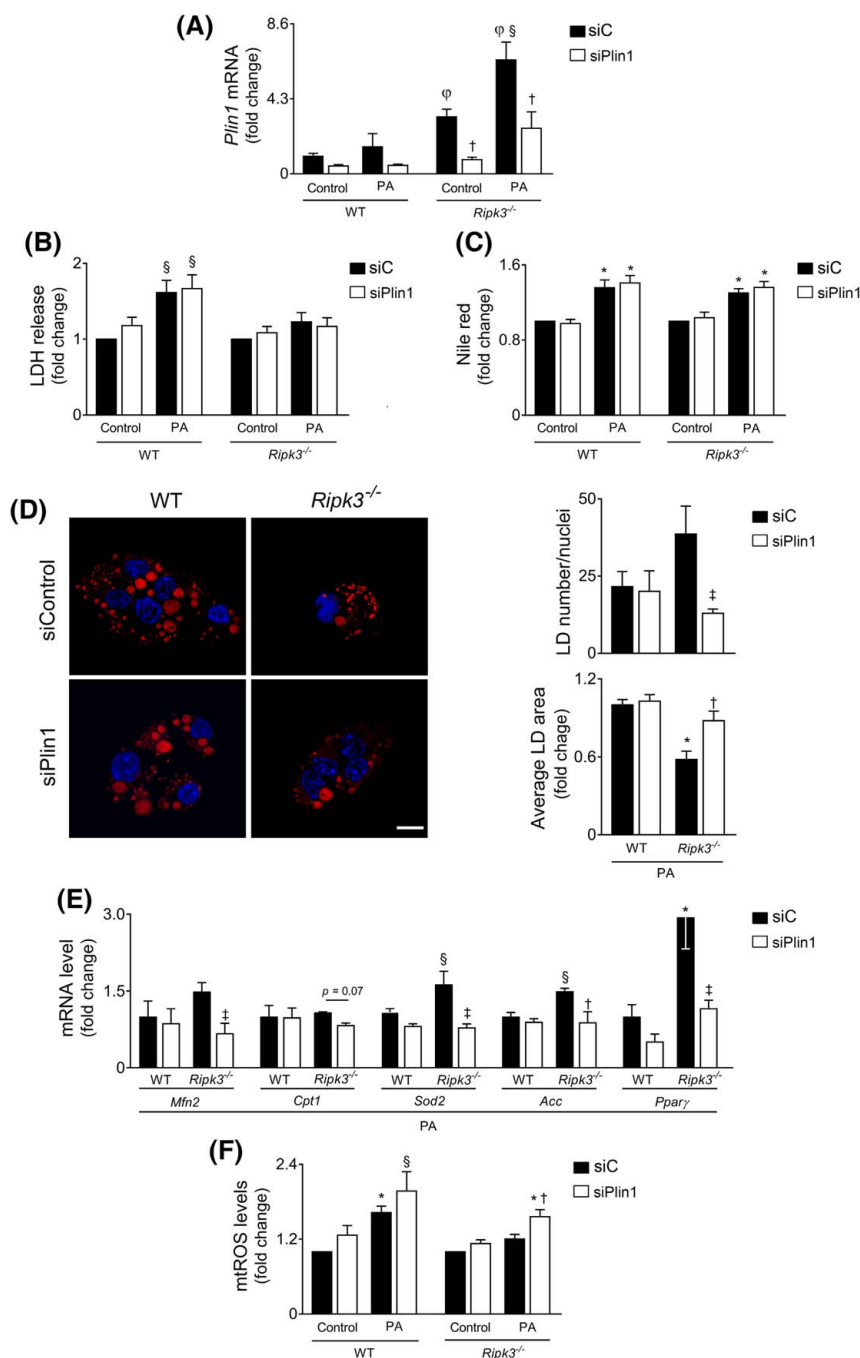 (A)
8.6
4.3
0
Plin1 mRNA
(fold change)
φ
†
φ §
†
siC
siPlin1
Control PA Control PA
WT Ripk3-/-
(B)
2
1
0
LDH release
(fold change)
§ §
siC
siPlin1
Control PA Control PA
WT Ripk3-/-
(C)
1.6
0.8
0
Nile red
(fold change)
* * * *
siC
siPlin1
Control PA Control PA
WT Ripk3-/-
(D)
WT Ripk3-/-
siControl
siPlin1
50
25
0
LD number/nuclei
‡
siC
siPlin1
1.2
0.6
0
Average LD area
(fold chage)
* †
WT Ripk3-/-
PA
(E)
3.0
1.5
0
mRNA level
(fold change)
‡
p = 0.07
§ ‡
§ †
* ‡
siC
siPlin1
WT Ripk3-/- WT Ripk3-/- WT Ripk3-/- WT Ripk3-/- WT Ripk3-/-
Mfn2 Cpt1 Sod2 Acc Pparγ
PA
(F)
2.4
1.2
0
mtROS levels
(fold change)
* § * †
siC
siPlin1
Control PA Control PA
WT Ripk3-/-